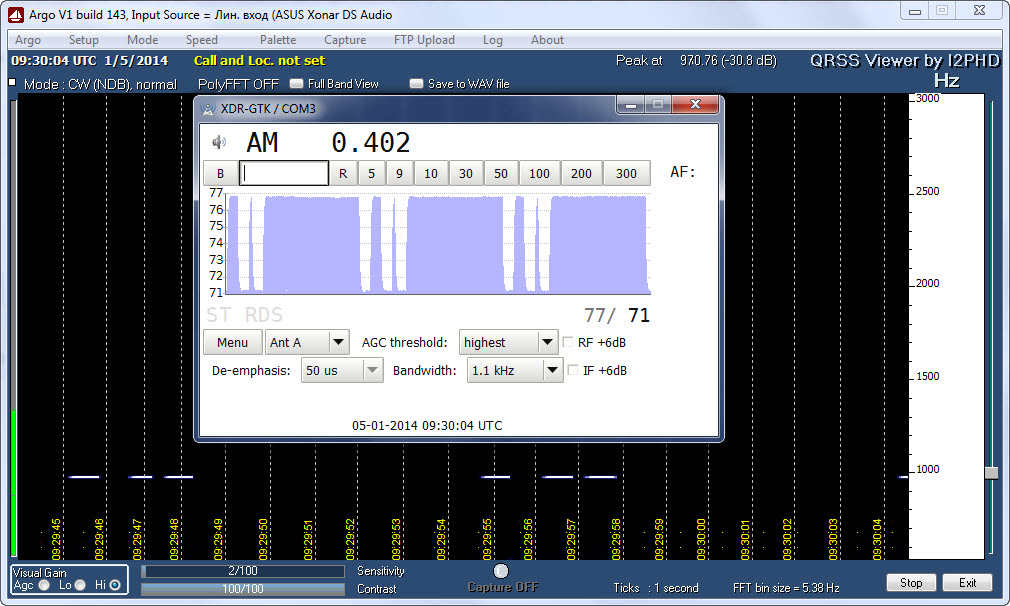 Argo V1 build 143, Input Source = Лин. вход (ASUS Xonar DS Audio
Argo Setup Mode Speed Palette Capture FTP Upload Log About
09:30:04 UTC 1/5/2014 Call and Loc. not set Peak at 970.76 (-30.8 dB) QRSS Viewer by I2PHD
Mode : CW (NDB), normal PolyFFT OFF Full Band View Save to WAV file Hz
XDR-GTK / COM3
AM 0.402
B R 5 9 10 30 50 100 200 300 AF:
77
76
75
74
73
72
71
ST RDS 77/ 71
Menu Ant A AGC threshold: highest RF +6dB
De-emphasis: 50 us Bandwidth: 1.1 kHz IF +6dB
05-01-2014 09:30:04 UTC
3000
2500
2000
1500
1000
09:29:45 09:29:46 09:29:47 09:29:48 09:29:49 09:29:50 09:29:51 09:29:52 09:29:53 09:29:54 09:29:55 09:29:56 09:29:57 09:29:58 09:29:59 09:30:00 09:30:01 09:30:02 09:30:03 09:30:04
Visual Gain 2/100 Sensitivity
Agc Lo Hi 100/100 Contrast Capture OFF Ticks : 1 second FFT bin size = 5.38 Hz Stop Exit